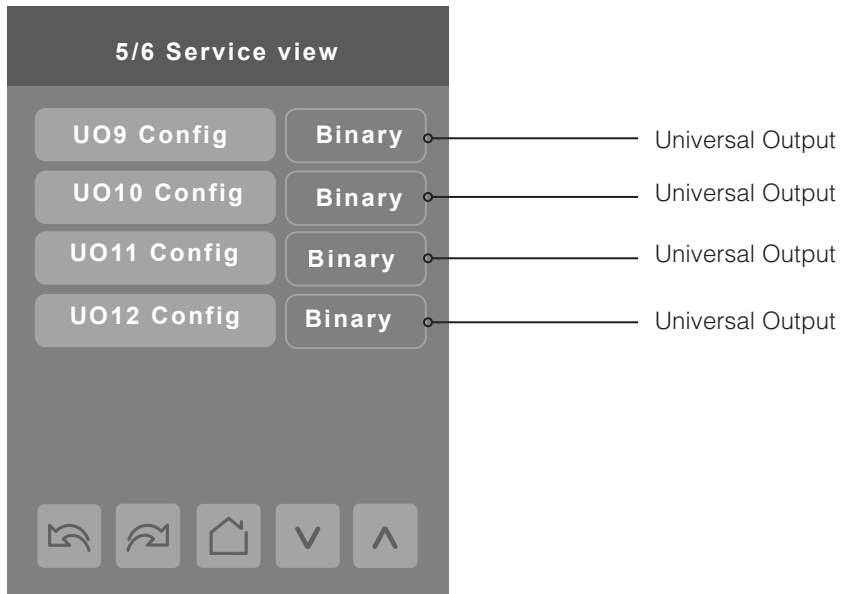 5/6 Service view
UO9 Config Binary Universal Output
UO10 Config Binary Universal Output
UO11 Config Binary Universal Output
UO12 Config Binary Universal Output